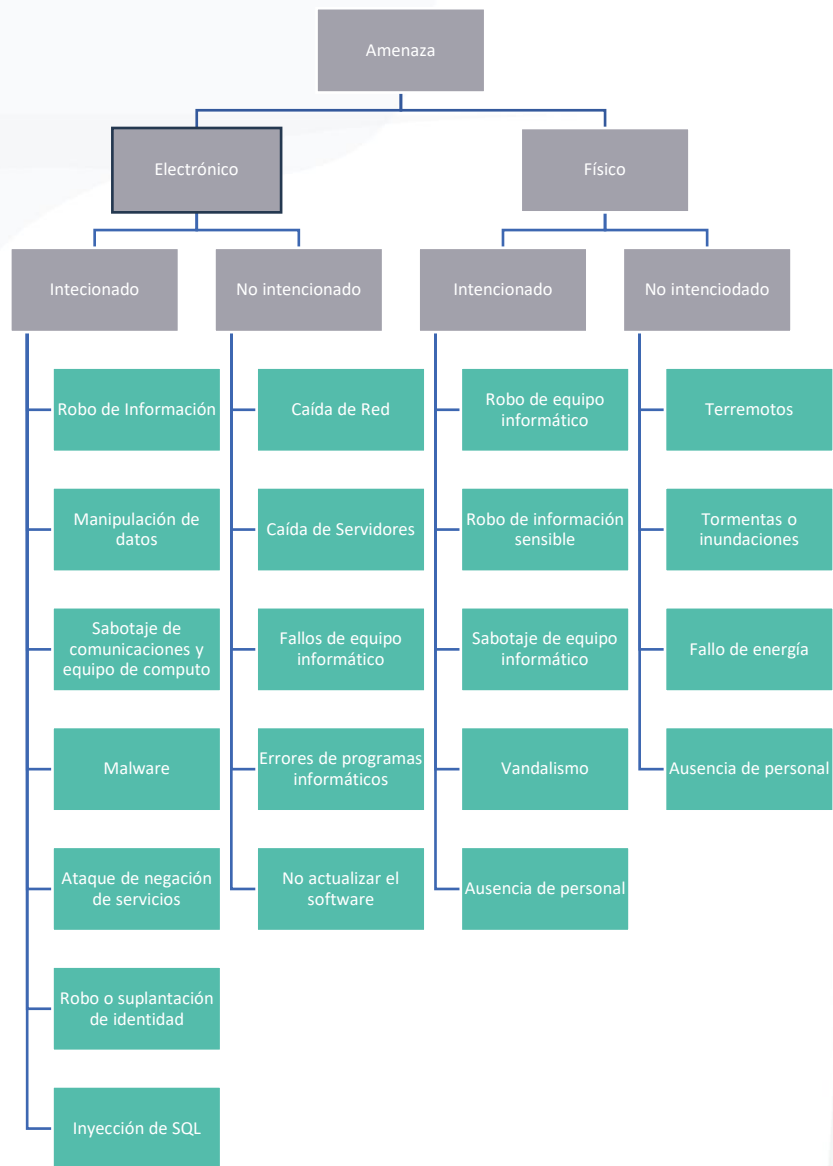 Amenaza
Electrónico
Físico
Intecionado
No intencionado
Intencionado
No intenciodado
Robo de Información
Manipulación de
datos
Sabotaje de
comunicaciones y
equipo de computo
Malware
Ataque de negación
de servicios
Robo o suplantación
de identidad
Inyección de SQL
Caída de Red
Caída de Servidores
Fallos de equipo
informático
Errores de programas
informáticos
No actualizar el
software
Robo de equipo
informático
Robo de información
sensible
Sabotaje de equipo
informático
Vandalismo
Ausencia de personal
Terremotos
Tormentas o
inundaciones
Fallo de energía
Ausencia de personal